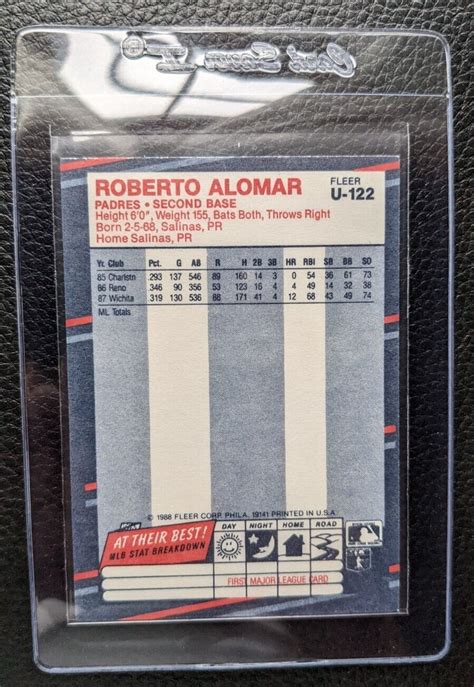 Card Saver
ROBERTO ALOMAR
FLEER
U-122
PADRES • SECOND BASE
Height 6'0", Weight 155, Bats Both, Throws Right
Born 2-5-68, Salinas, PR
Home Salinas, PR
Yr. Club Pct. G AB R H 2B 3B HR RBI SB BB SO
85 Charlstn .293 137 546 89 160 14 3 0 54 36 61 73
86 Reno .346 90 356 53 123 16 4 4 49 14 32 38
87 Wichita .319 130 536 88 171 41 4 12 68 43 49 74
ML Totals
© 1988 FLEER CORP. PHILA. 19141 PRINTED IN U.S.A.
AT THEIR BEST!
MLB STAT BREAKDOWN
DAY NIGHT HOME ROAD
FIRST MAJOR LEAGUE CARD